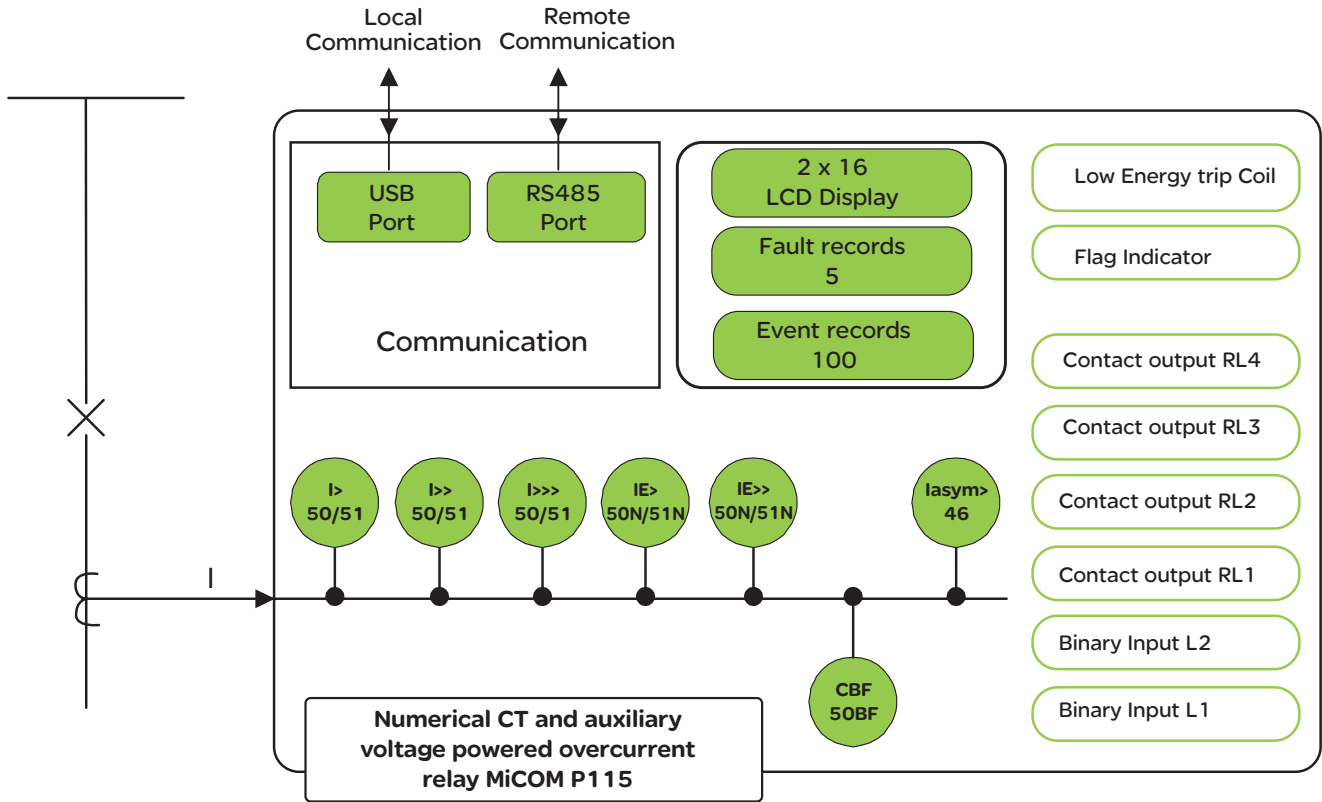 Local
Communication
Remote
Communication
USB
Port
RS485
Port
Communication
2 x 16
LCD Display
Fault records
5
Event records
100
Low Energy trip Coil
Flag Indicator
Contact output RL4
Contact output RL3
Contact output RL2
Contact output RL1
Binary Input L2
Binary Input L1
I
I>
50/51
I>>
50/51
I>>>
50/51
IE>
50N/51N
IE>>
50N/51N
Iasym>
46
CBF
50BF
Numerical CT and auxiliary
voltage powered overcurrent
relay MiCOM P115